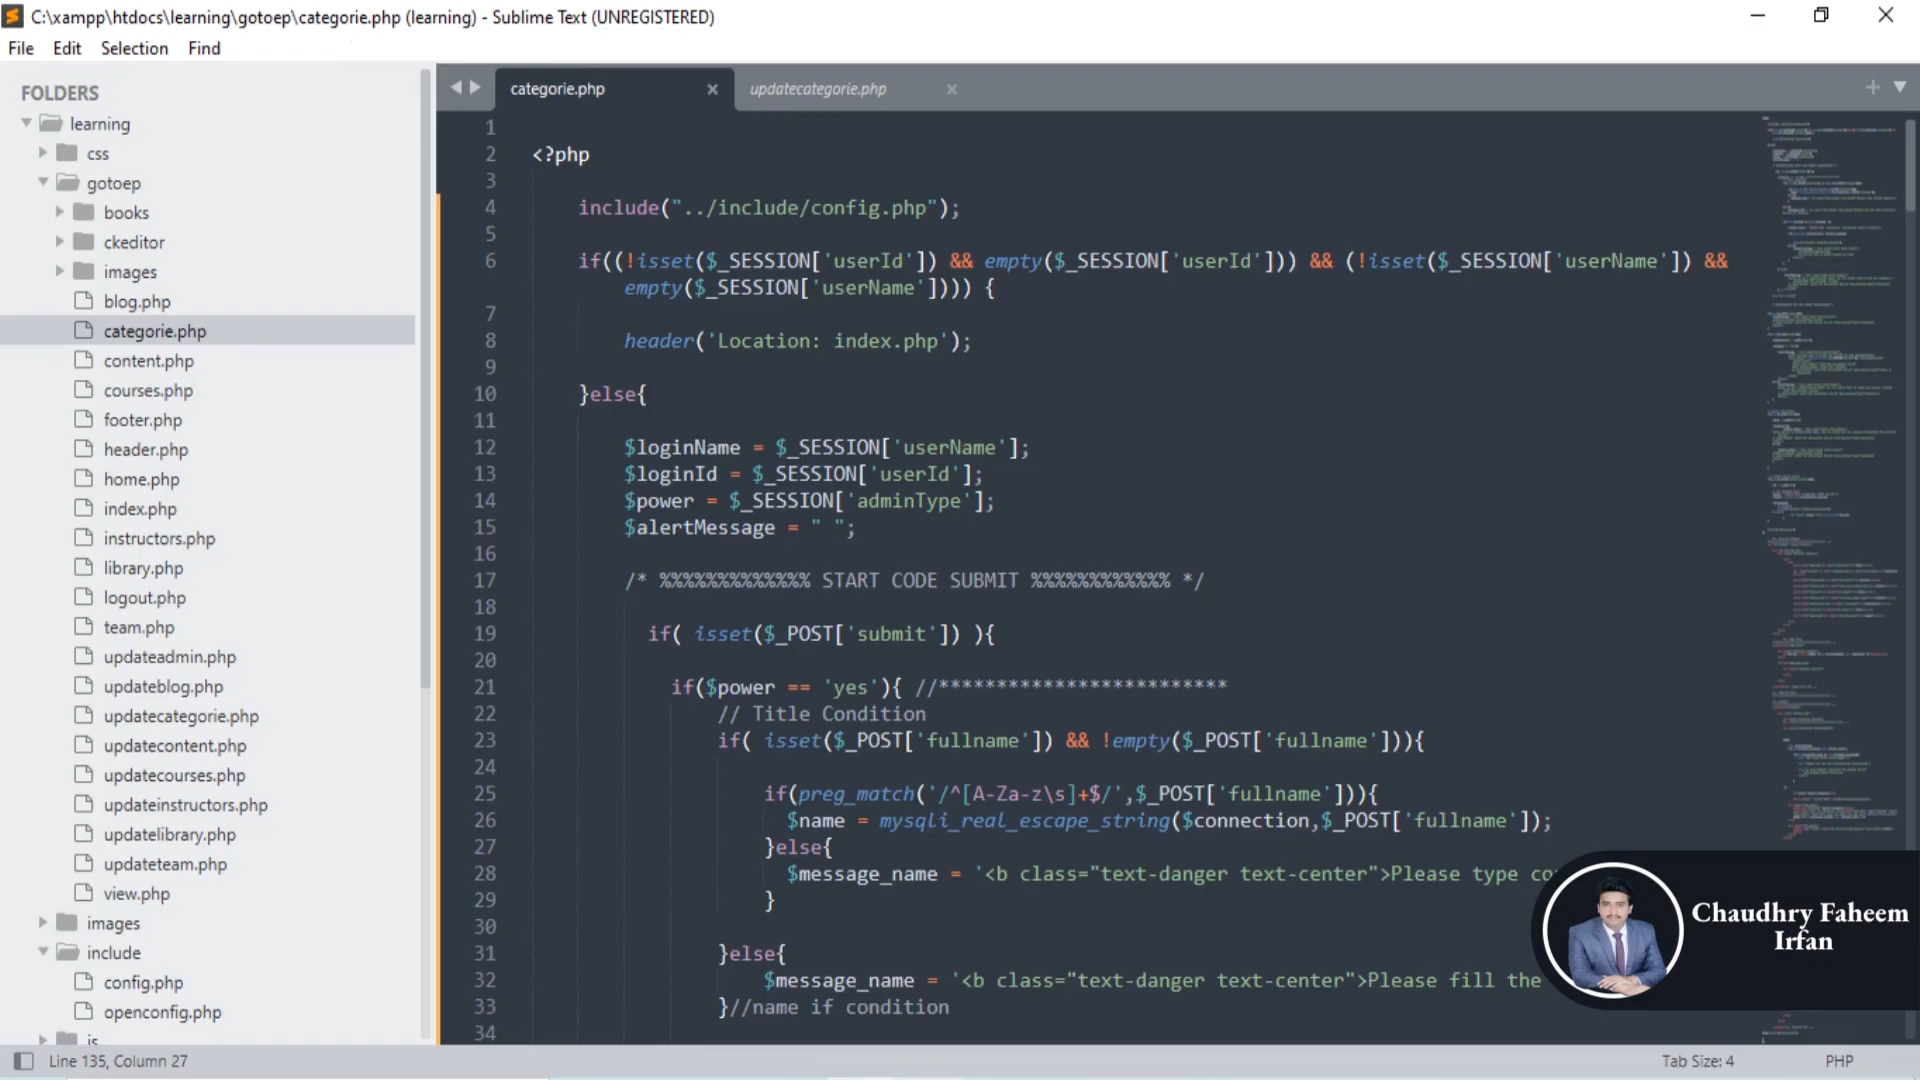 C:\xampp\htdocs\learning\gotoep\categorie.php (learning) - Sublime Text (UNREGISTERED)
File Edit Selection Find
FOLDERS
learning
css
gotoep
books
ckeditor
images
blog.php
categorie.php
content.php
courses.php
footer.php
header.php
home.php
index.php
instructors.php
library.php
logout.php
team.php
updateadmin.php
updateblog.php
updatecategorie.php
updatecontent.php
updatecourses.php
updateinstructors.php
updatelibrary.php
updateteam.php
view.php
images
include
config.php
openconfig.php
js
categorie.php updatecategorie.php
1
2 <?php
3
4 include("../include/config.php");
5
6 if((!isset($_SESSION['userId']) && empty($_SESSION['userId'])) && (!isset($_SESSION['userName']) &&
empty($_SESSION['userName']))) {
7
8 header('Location: index.php');
9
10 }else{
11
12 $loginName = $_SESSION['userName'];
13 $loginId = $_SESSION['userId'];
14 $power = $_SESSION['adminType'];
15 $alertMessage = " ";
16
17 /* %%%%%%%%%%%%% START CODE SUBMIT %%%%%%%%%%%% */
18
19 if( isset($_POST['submit']) ){
20
21 if($power == 'yes'){ //*************************
22 // Title Condition
23 if( isset($_POST['fullname']) && !empty($_POST['fullname'])){
24
25 if(preg_match('/^[A-Za-z\s]+$/',$_POST['fullname'])){
26 $name = mysqli_real_escape_string($connection,$_POST['fullname']);
27 }else{
28 $message_name = '<b class="text-danger text-center">Please type co
29 }
30
31 }else{
32 $message_name = '<b class="text-danger text-center">Please fill the
33 }//name if condition
34
Chaudhry Faheem
Irfan
Line 135, Column 27
Tab Size: 4
PHP